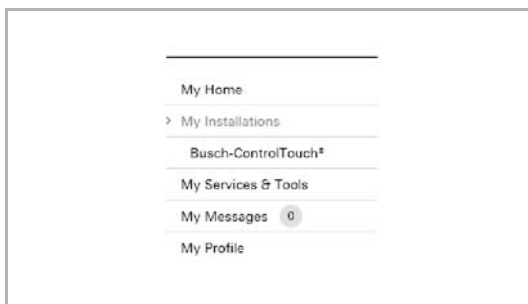 My Home
> My Installations
Busch-ControlTouch®
My Services & Tools
My Messages 0
My Profile